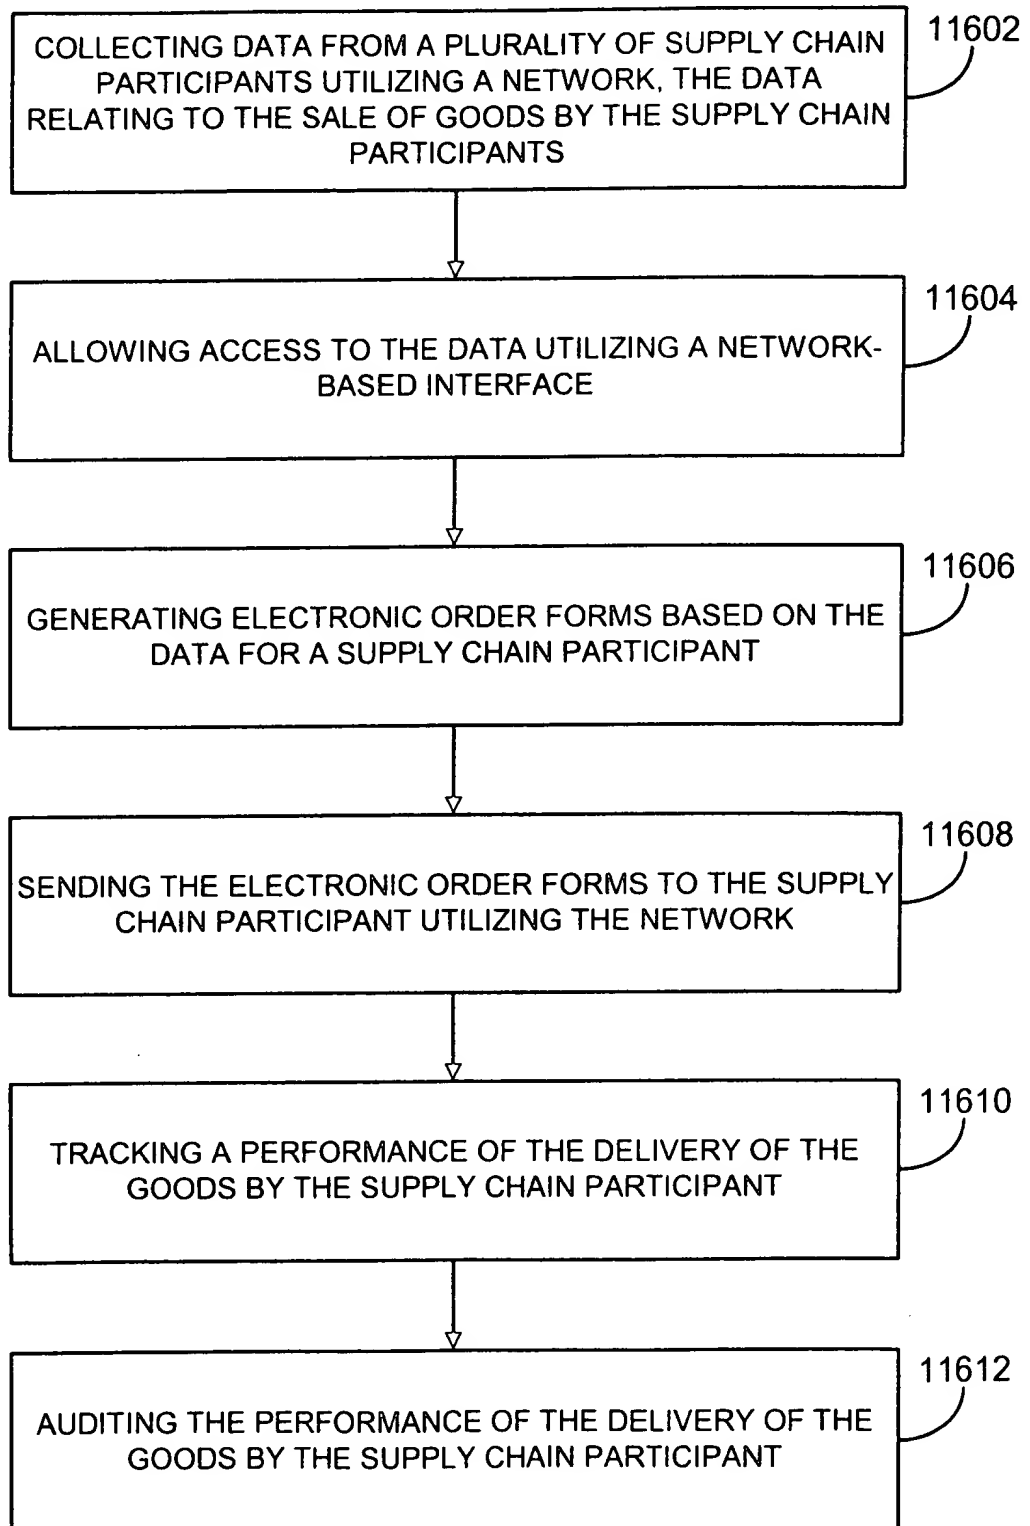 11602
COLLECTING DATA FROM A PLURALITY OF SUPPLY CHAIN
PARTICIPANTS UTILIZING A NETWORK, THE DATA
RELATING TO THE SALE OF GOODS BY THE SUPPLY CHAIN
PARTICIPANTS
11604
ALLOWING ACCESS TO THE DATA UTILIZING A NETWORK-
BASED INTERFACE
11606
GENERATING ELECTRONIC ORDER FORMS BASED ON THE
DATA FOR A SUPPLY CHAIN PARTICIPANT
11608
SENDING THE ELECTRONIC ORDER FORMS TO THE SUPPLY
CHAIN PARTICIPANT UTILIZING THE NETWORK
11610
TRACKING A PERFORMANCE OF THE DELIVERY OF THE
GOODS BY THE SUPPLY CHAIN PARTICIPANT
11612
AUDITING THE PERFORMANCE OF THE DELIVERY OF THE
GOODS BY THE SUPPLY CHAIN PARTICIPANT